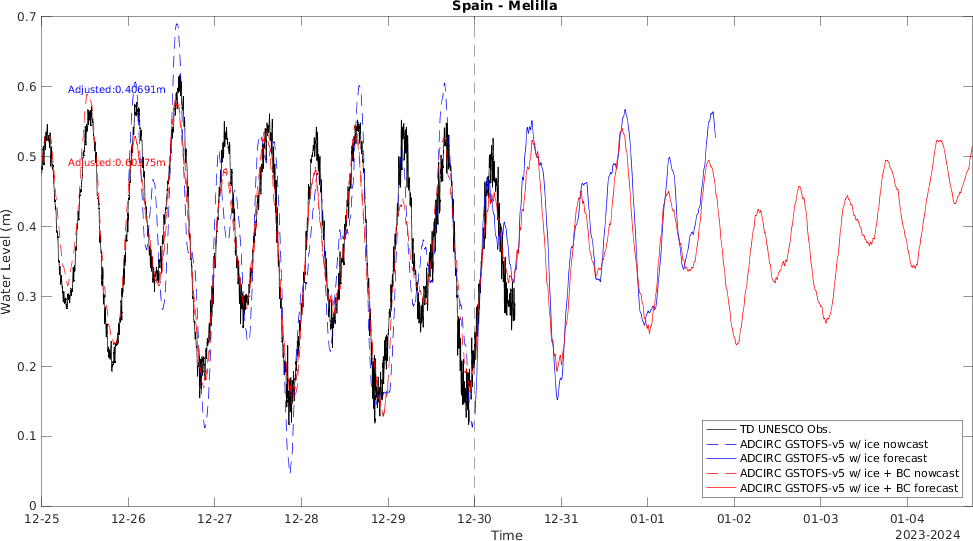 Spain - Melilla
0.7
0.6
0.5
0.4
0.3
0.2
0.1
0
Water Level (m)
Adjusted:0.40691m
TD UNESCO Obs.
ADCIRC GSTOFS-v5 w/ ice nowcast
ADCIRC GSTOFS-v5 w/ ice forecast
ADCIRC GSTOFS-v5 w/ ice + BC nowcast
ADCIRC GSTOFS-v5 w/ ice + BC forecast
12-25 12-26 12-27 12-28 12-29 12-30 12-31 01-01 01-02 01-03 01-04
Time
2023-2024